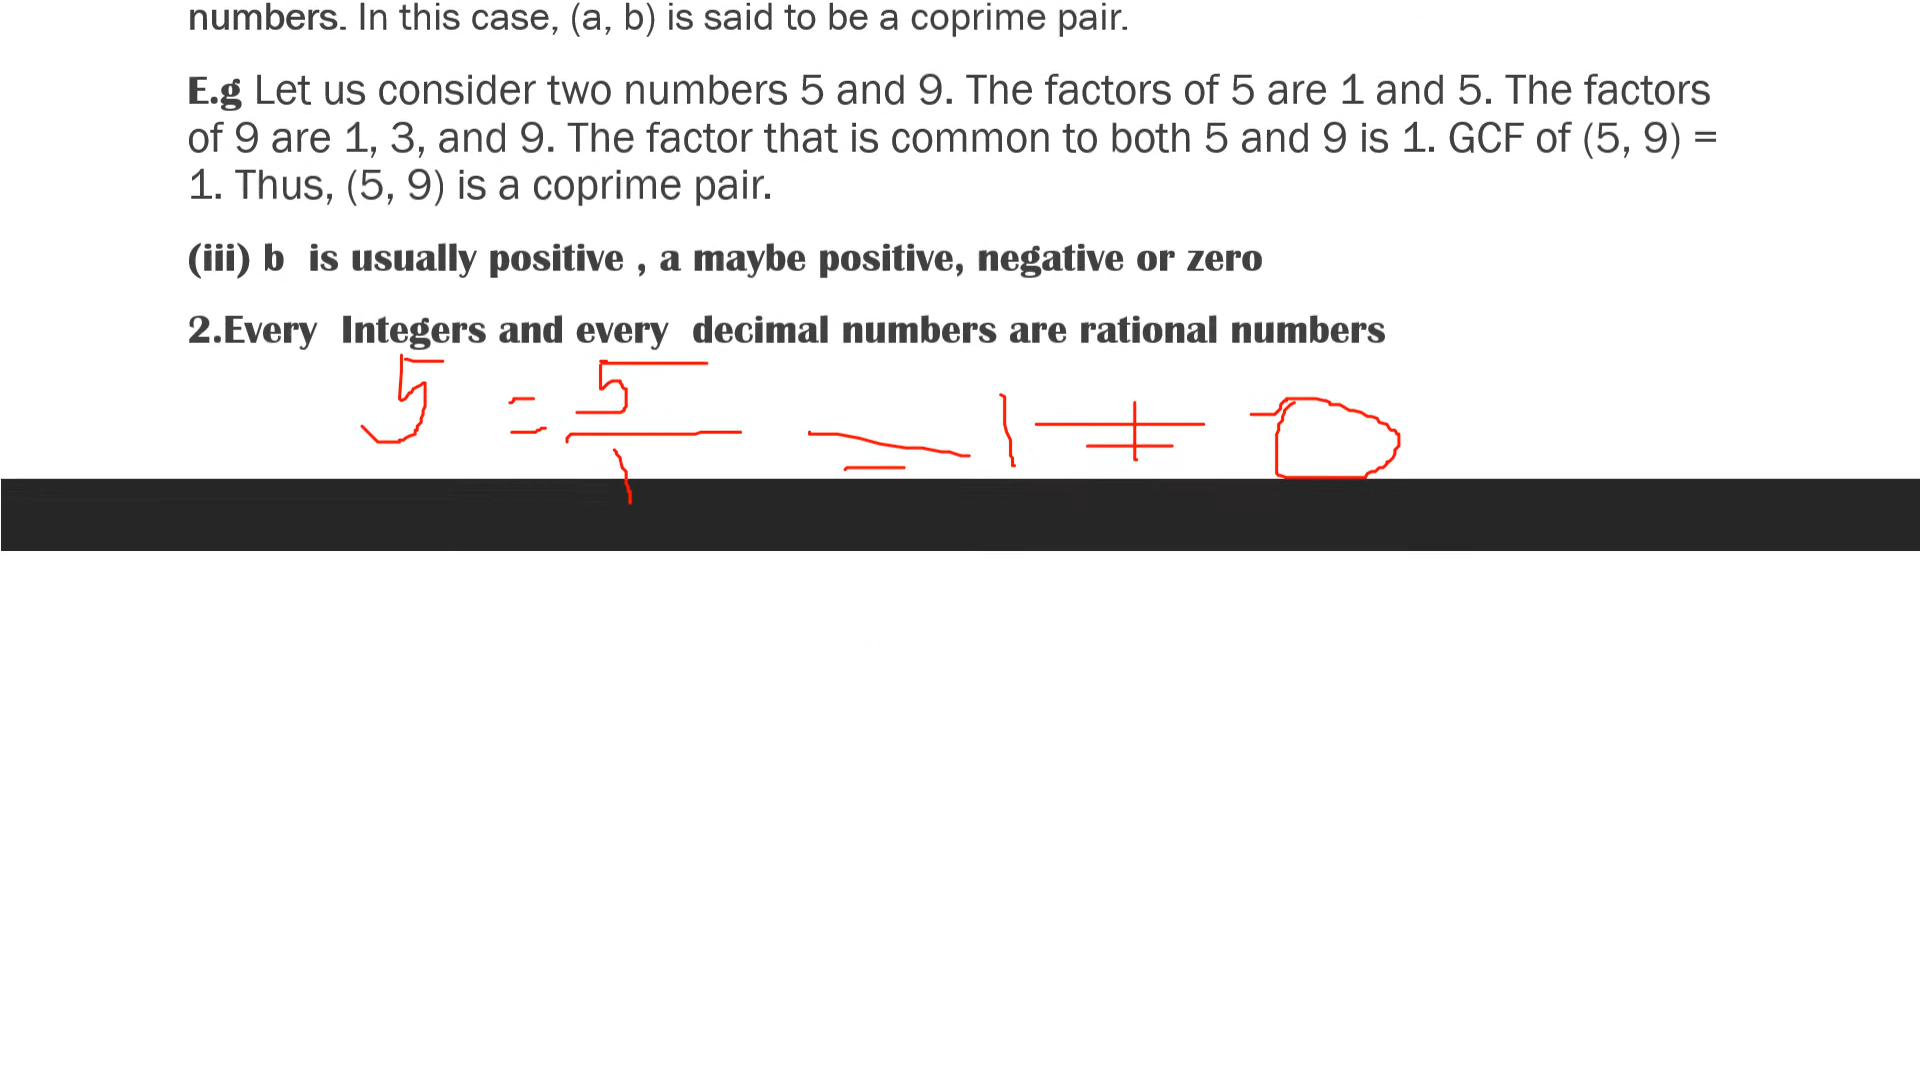 numbers. In this case, (a, b) is said to be a coprime pair.
E.g Let us consider two numbers 5 and 9. The factors of 5 are 1 and 5. The factors
of 9 are 1, 3, and 9. The factor that is common to both 5 and 9 is 1. GCF of (5, 9) =
1. Thus, (5, 9) is a coprime pair.
(iii) b  is usually positive , a maybe positive, negative or zero
2.Every  Integers and every  decimal numbers are rational numbers
5 = 5
1